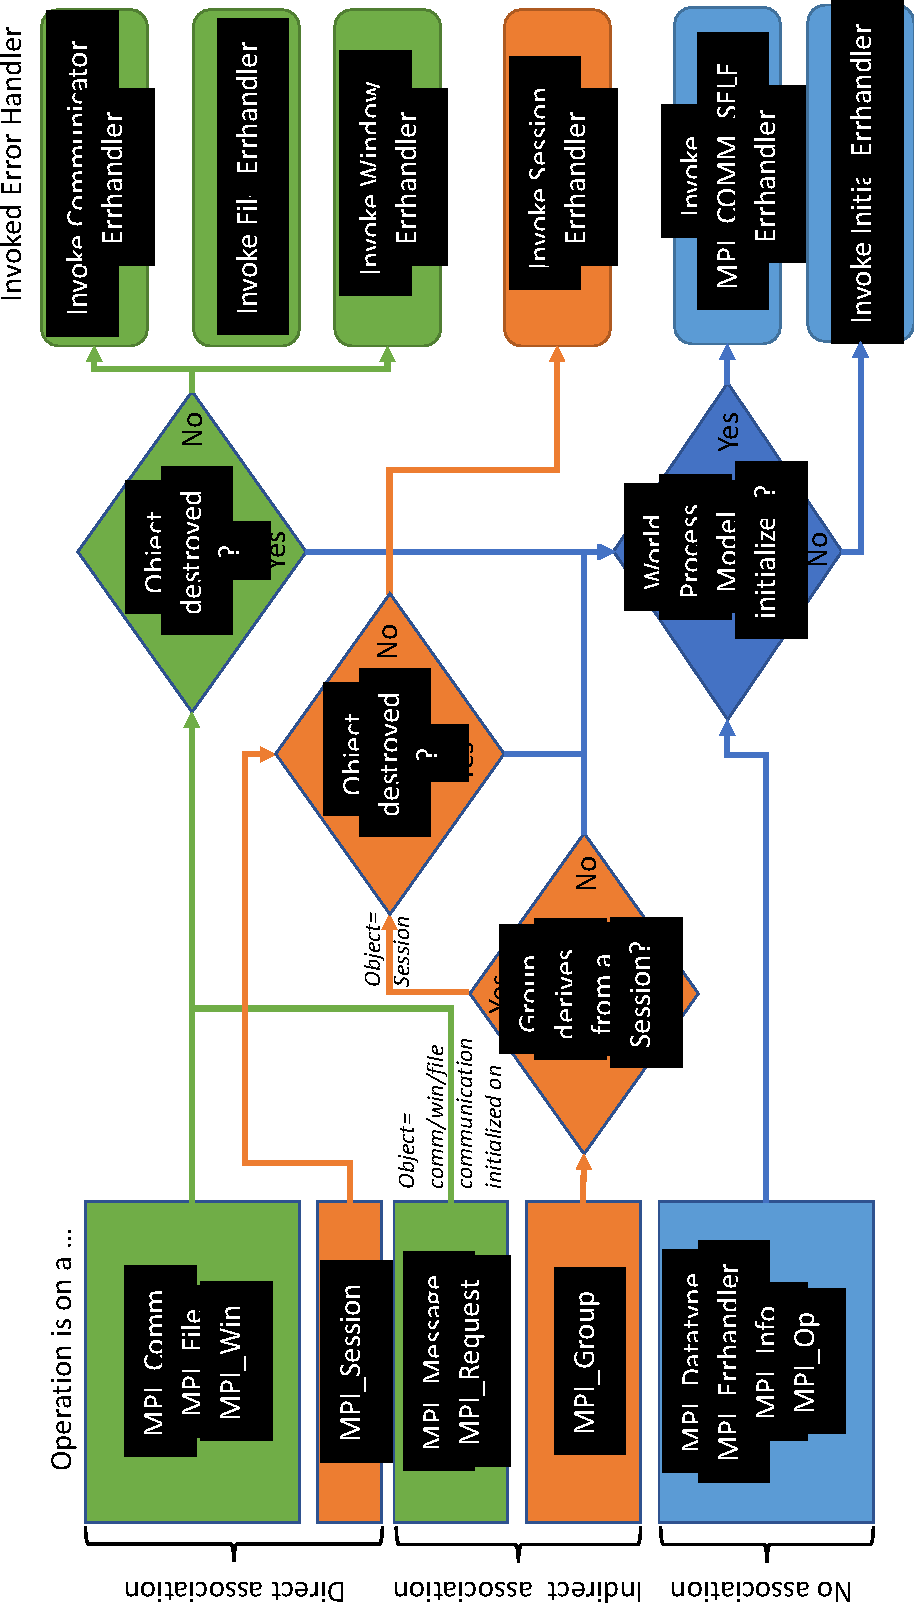 Operation is on a ...
Invoked Error Handler
Direct association
MPI_Comm
MPI_File
MPI_Win
MPI_Session
Indirect association
MPI_Message
MPI_Request
MPI_Group
No association
MPI_Datatype
MPI_Errhandler
MPI_Info
MPI_Op
Object=
comm/win/file
communication
initialized on
Group
derives
from a
Session?
Yes
No
Object=
Session
Object
destroyed
?
Yes
No
Object
destroyed
?
Yes
No
World
Process
Model
initialize ?
Yes
No
Invoke Communicator
Errhandler
Invoke Errhandler
Invoke Window
Errhandler
Invoke Session
Errhandler
Invoke
MPI_COMM_SELF
Errhandler
Invoke Errhandler